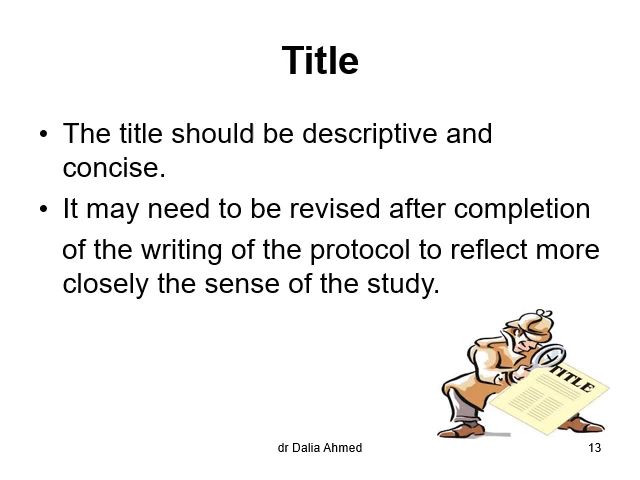 Title
• The title should be descriptive and
concise.
• It may need to be revised after completion
of the writing of the protocol to reflect more
closely the sense of the study.
TITLE
dr Dalia Ahmed
13